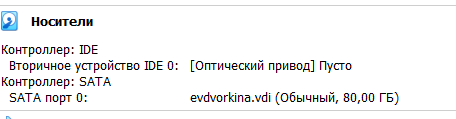 Носители
Контроллер: IDE
Вторичное устройство IDE 0: [Оптический привод] Пусто
Контроллер: SATA
SATA порт 0: evdvorkina.vdi (Обычный, 80,00 ГБ)